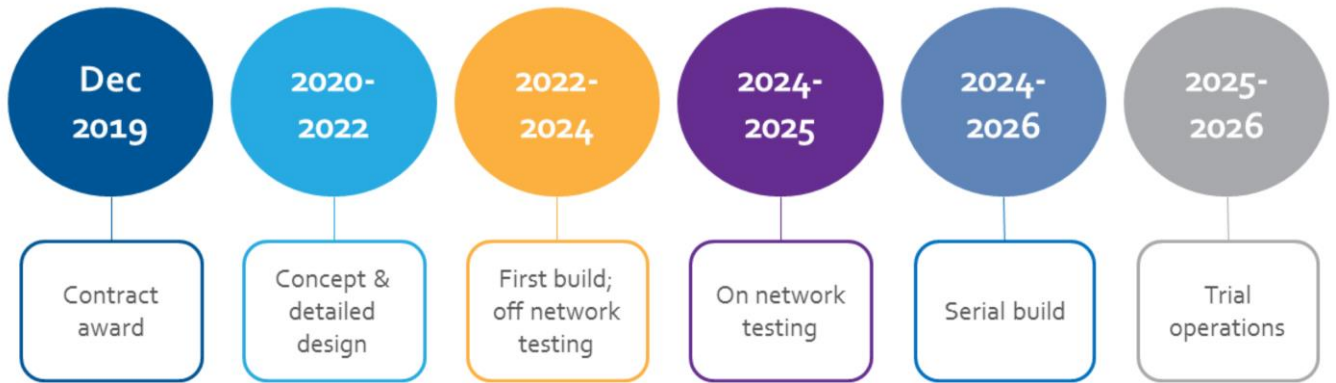 Dec
2019
2020-
2022
2022-
2024
2024-
2025
2024-
2026
2025-
2026
Contract
award
Concept &
detailed
design
First build;
off network
testing
On network
testing
Serial build
Trial
operations